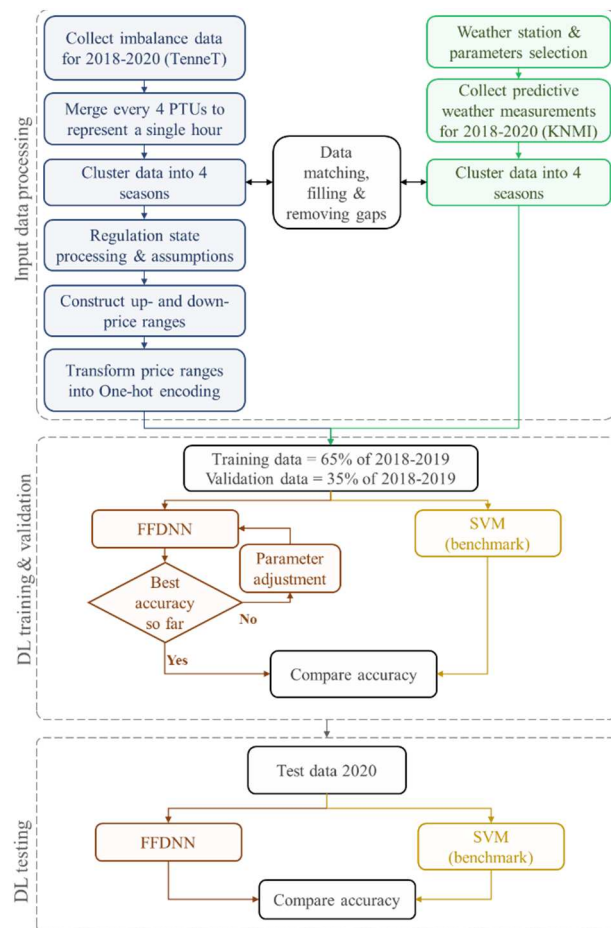 Input data processing
Collect imbalance data
for 2018-2020 (TenneT)
Merge every 4 PTUs to
represent a single hour
Cluster data into 4
seasons
Regulation state
processing & assumptions
Construct up- and down-
price ranges
Transform price ranges
into One-hot encoding
Data
matching,
filling &
removing gaps
Weather station &
parameters selection
Collect predictive
weather measurements
for 2018-2020 (KNMI)
Cluster data into 4
seasons
DL training & validation
Training data = 65% of 2018-2019
Validation data = 35% of 2018-2019
FFDNN
Parameter
adjustment
Best
accuracy
so far
No
Yes
SVM
(benchmark)
Compare accuracy
DL testing
Test data 2020
FFDNN
SVM
(benchmark)
Compare accuracy